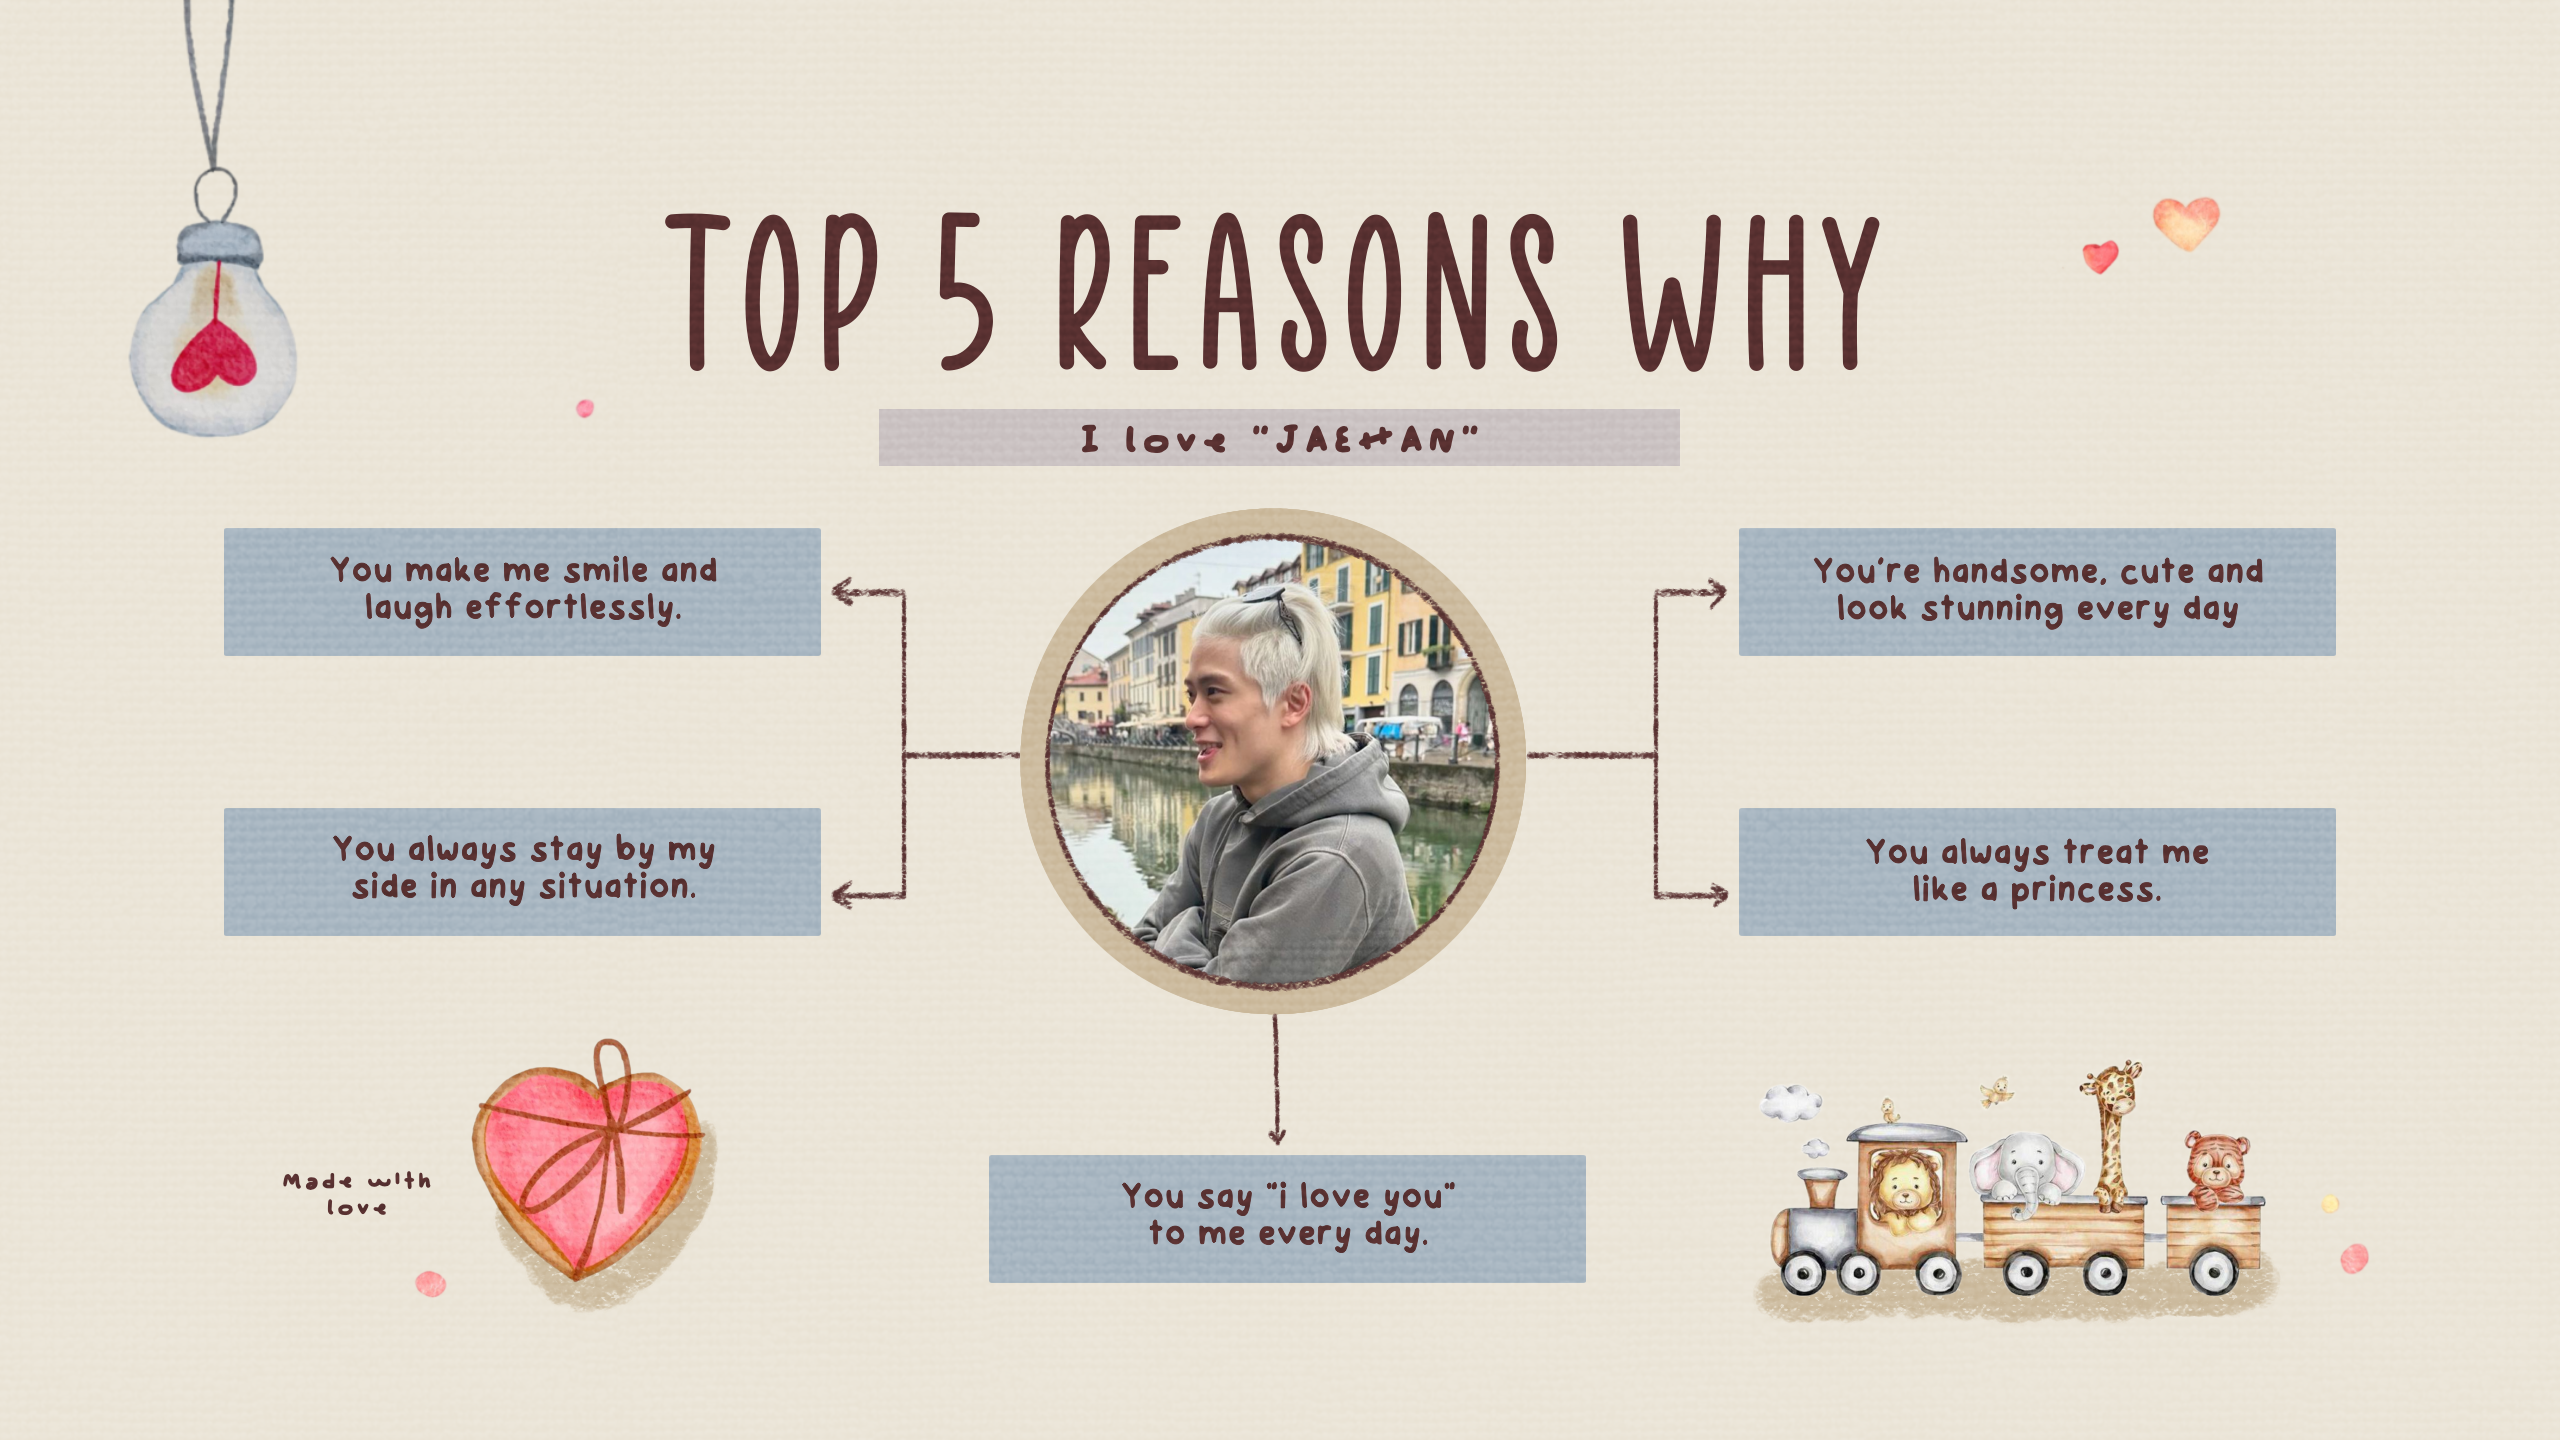 TOP 5 REASONS WHY
I love "JAEHAN"
You make me smile and
laugh effortlessly.
You're handsome, cute and
look stunning every day
You always stay by my
side in any situation.
You always treat me
like a princess.
Made with
love
You say "i love you"
to me every day.